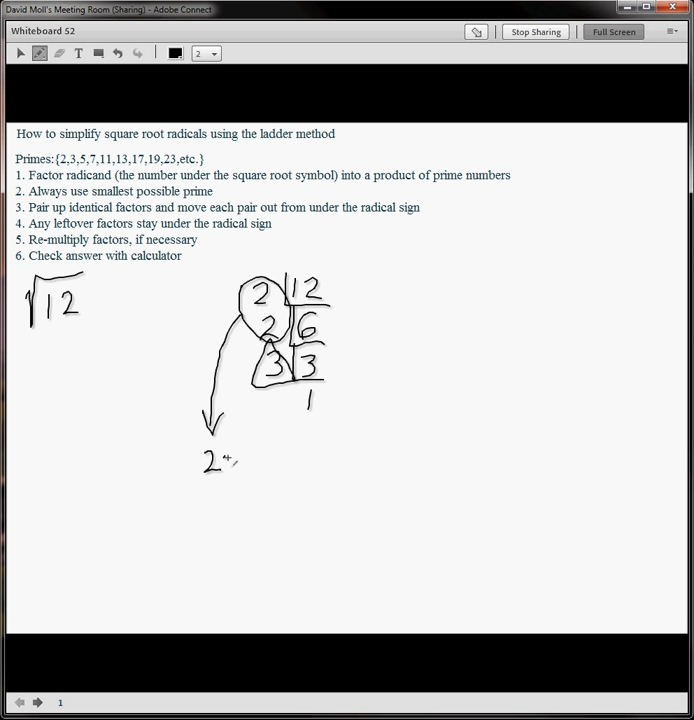 David Moll's Meeting Room (Sharing) - Adobe Connect
Whiteboard 52
Stop Sharing
Full Screen
T
2
How to simplify square root radicals using the ladder method
Primes:{2,3,5,7,11,13,17,19,23,etc.}
1. Factor radicand (the number under the square root symbol) into a product of prime numbers
2. Always use smallest possible prime
3. Pair up identical factors and move each pair out from under the radical sign
4. Any leftover factors stay under the radical sign
5. Re-multiply factors, if necessary
6. Check answer with calculator
√12
2 12
2 6
3 3
1
2
1